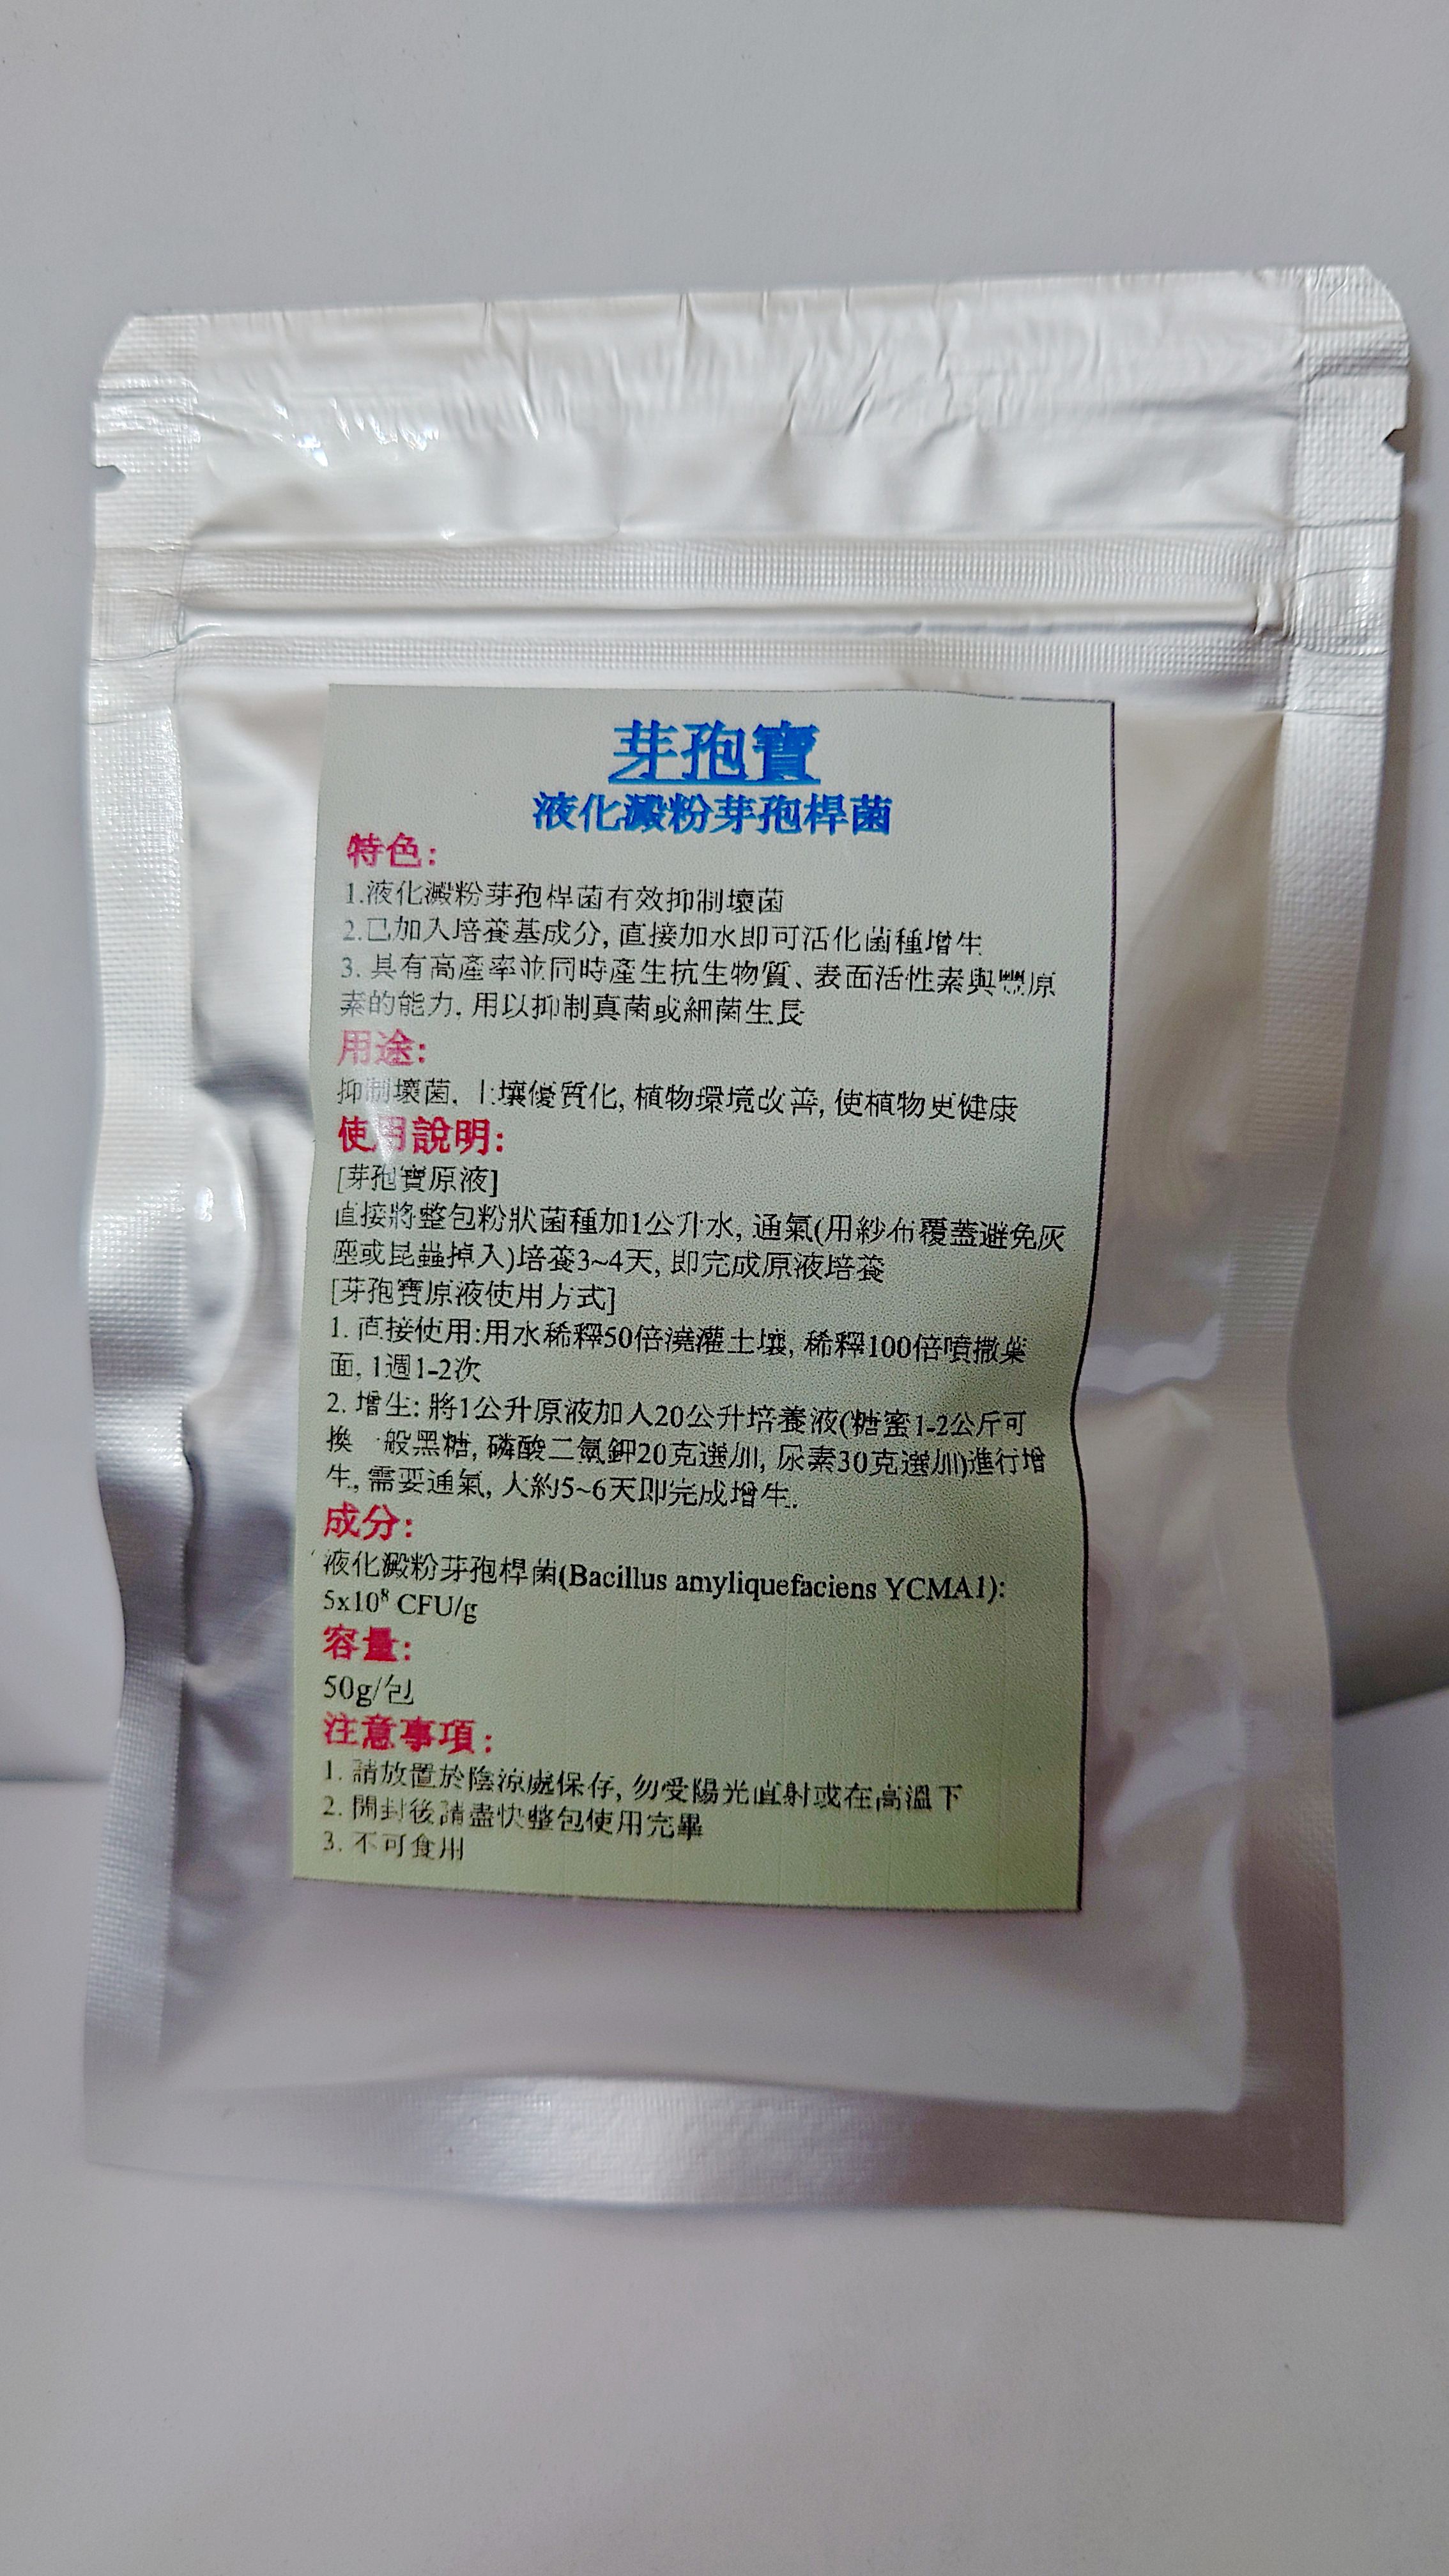 芽孢寶
液化澱粉芽孢桿菌
特色:
1.液化澱粉芽孢桿菌有效抑制壞菌
2.已加入培養基成分, 直接加水即可活化菌種增生
3. 具有高產率並同時產生抗生物質、表面活性素與豐原
素的能力, 用以抑制真菌或細菌生長
用途:
抑制壞菌, 土壤優質化, 植物環境改善, 使植物更健康
使用說明:
[芽孢寶原液]
直接將整包粉狀菌種加1公升水, 通氣(用紗布覆蓋避免灰
塵或昆蟲掉入)培養3~4天, 即完成原液培養
[芽孢寶原液使用方式]
1. 直接使用:用水稀釋50倍澆灌土壤, 稀釋100倍噴撒葉
面, 1週1-2次
2. 增生: 將1公升原液加入20公升培養液(糖蜜1-2公斤可
換一般黑糖, 磷酸二氫鉀20克選加, 尿素30克選加)進行增
生, 需要通氣, 大約5~6天即完成增生.
成分:
液化澱粉芽孢桿菌(Bacillus amyliquefaciens YCMA1):
5x10⁸ CFU/g
容量:
50g/包
注意事項:
1. 請放置於陰涼處保存, 勿受陽光直射或在高溫下
2. 開封後請盡快整包使用完畢
3. 不可食用